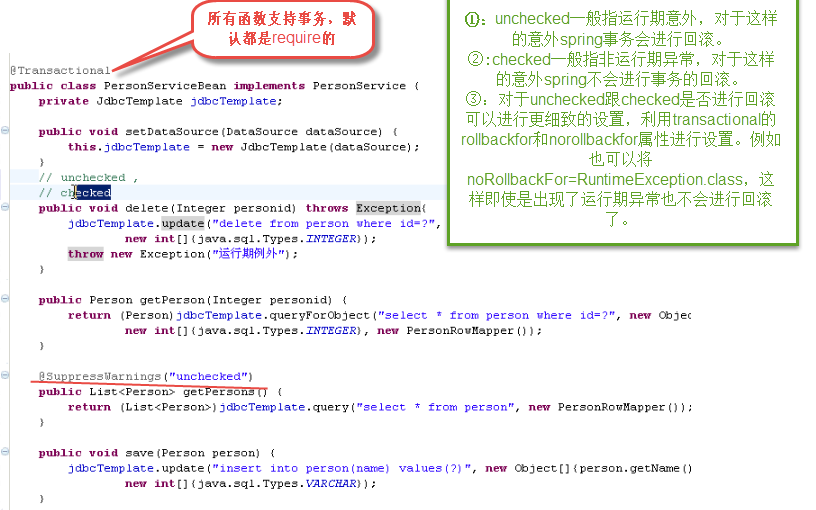 所有函数支持事务，默
认都是require的
①：unchecked一般指运行期意外，对于这样
的意外spring事务会进行回滚。
②:checked一般指非运行期异常，对于这样
的意外spring不会进行事务的回滚。
③：对于unchecked跟checked是否进行回滚
可以进行更细致的设置，利用transactional的
rollbackfor和norollbackfor属性进行设置。例如
也可以将
noRollbackFor=RuntimeException.class，这
样即使是出现了运行期异常也不会进行回滚
了。
@Transactional
public class PersonServiceBean implements PersonService {
private JdbcTemplate jdbcTemplate;
public void setDataSource(DataSource dataSource) {
this.jdbcTemplate = new JdbcTemplate(dataSource);
}
// unchecked ,
// checked
public void delete(Integer personid) throws Exception{
jdbcTemplate.update("delete from person where id=?",
new int[]{java.sql.Types.INTEGER});
throw new Exception("运行期例外");
}
public Person getPerson(Integer personid) {
return (Person)jdbcTemplate.queryForObject("select * from person where id=?", new Objec
new int[]{java.sql.Types.INTEGER}, new PersonRowMapper());
}
@SuppressWarnings("unchecked")
public List<Person> getPersons() {
return (List<Person>)jdbcTemplate.query("select * from person", new PersonRowMapper());
}
public void save(Person person) {
jdbcTemplate.update("insert into person(name) values(?)", new Object[]{person.getName()
new int[]{java.sql.Types.VARCHAR});
}